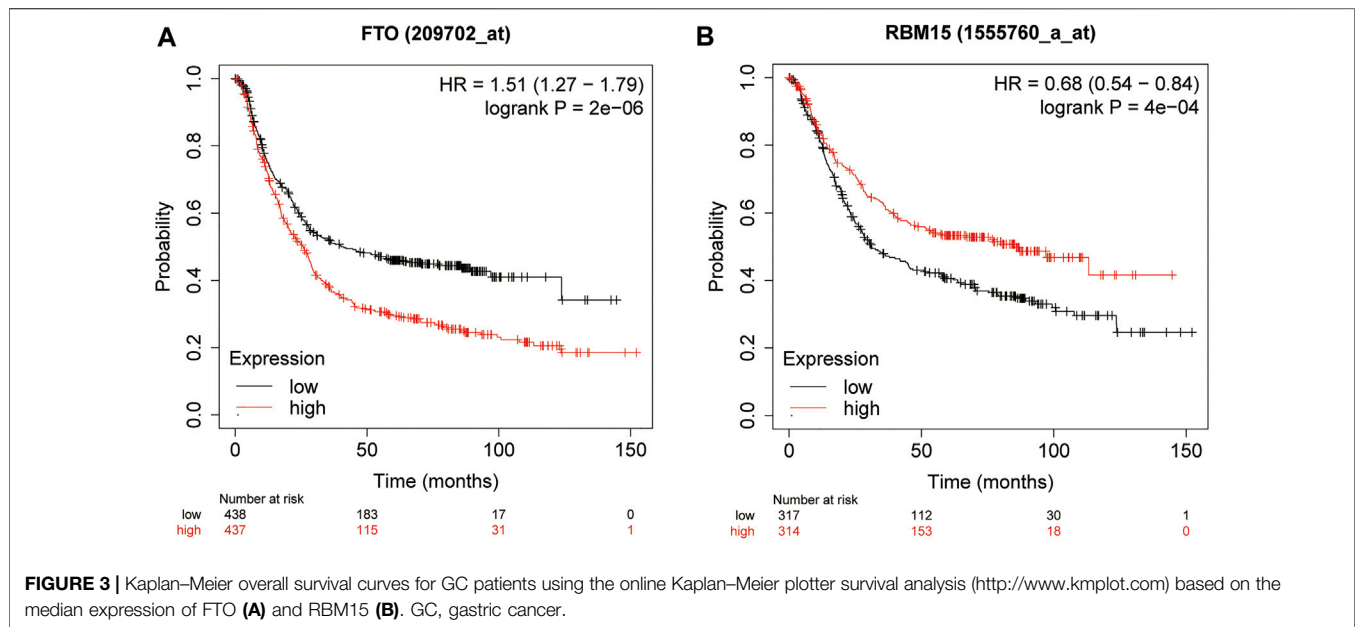 A
FTO (209702_at)
HR = 1.51 (1.27 − 1.79)
logrank P = 2e−06
Probability
1.0
0.8
0.6
0.4
0.2
0.0
Expression
low
high
0 50 100 150
Time (months)
Number at risk
low 438 183 17 0
high 437 115 31 1
B
RBM15 (1555760_a_at)
HR = 0.68 (0.54 − 0.84)
logrank P = 4e−04
Probability
1.0
0.8
0.6
0.4
0.2
0.0
Expression
low
high
0 50 100 150
Time (months)
Number at risk
low 317 112 30 1
high 314 153 18 0
FIGURE 3 | Kaplan–Meier overall survival curves for GC patients using the online Kaplan–Meier plotter survival analysis (http://www.kmplot.com) based on the
median expression of FTO (A) and RBM15 (B). GC, gastric cancer.